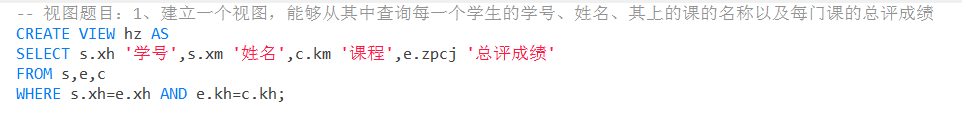 -- 视图题目：1、建立一个视图，能够从其中查询每一个学生的学号、姓名、其上的课的名称以及每门课的总评成绩
CREATE VIEW hz AS
SELECT s.xh '学号',s.xm '姓名',c.km '课程',e.zpcj '总评成绩'
FROM s,e,c
WHERE s.xh=e.xh AND e.kh=c.kh;